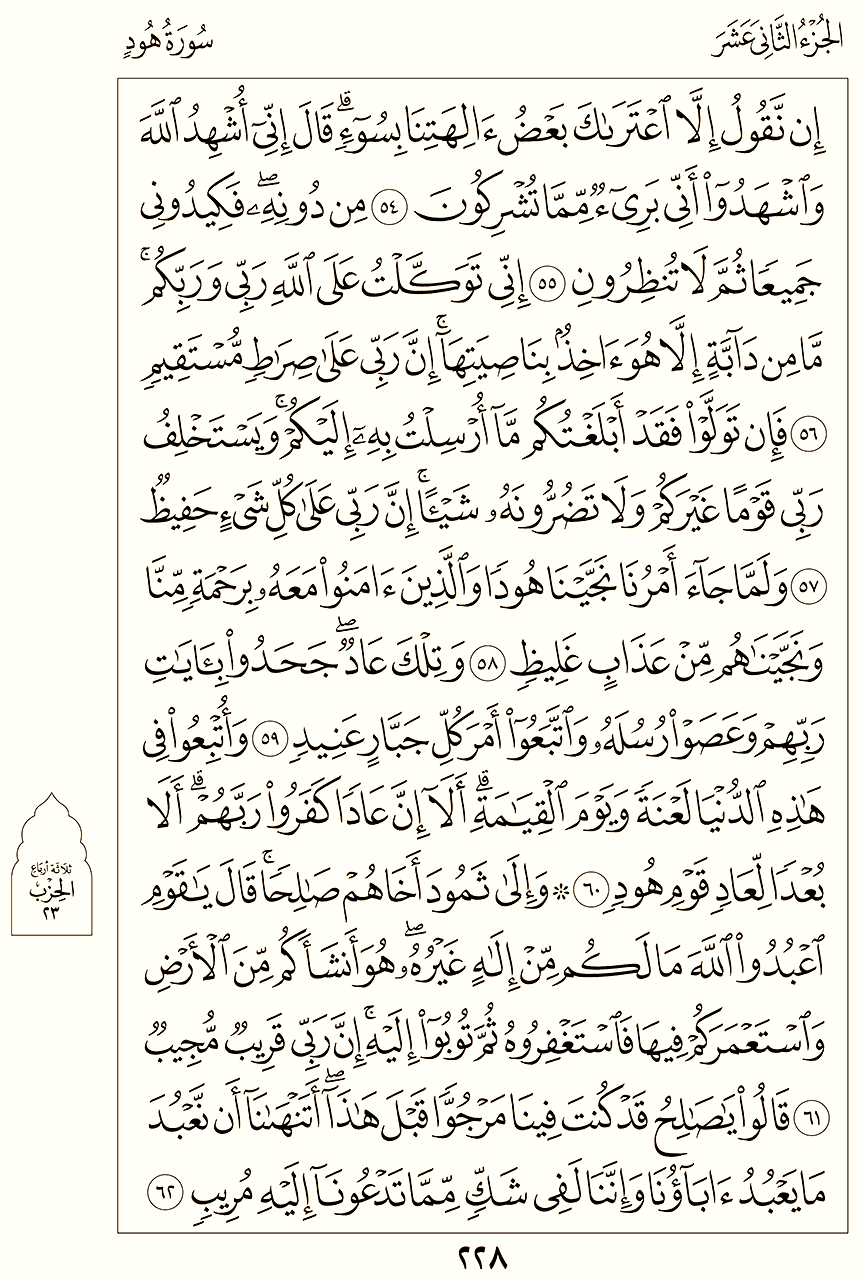 الجُزْءُ الثَّانِي عَشَرَ
سُورَةُ هُودٍ
إِن نَّقُولُ إِلَّا ٱعْتَرَىٰكَ بَعْضُ ءَالِهَتِنَا بِسُوٓءٍۗ قَالَ إِنِّىٓ أُشْهِدُ ٱللَّهَ
وَٱشْهَدُوٓا۟ أَنِّى بَرِىٓءٌ مِّمَّا تُشْرِكُونَ ٥٤ مِن دُونِهِۦۖ فَكِيدُونِى
جَمِيعًا ثُمَّ لَا تُنظِرُونِ ٥٥ إِنِّى تَوَكَّلْتُ عَلَى ٱللَّهِ رَبِّى وَرَبِّكُمۚ
مَّا مِن دَآبَّةٍ إِلَّا هُوَ ءَاخِذٌۢ بِنَاصِيَتِهَآۚ إِنَّ رَبِّى عَلَىٰ صِرَٰطٍ مُّسْتَقِيمٍ
٥٦ فَإِن تَوَلَّوْا۟ فَقَدْ أَبْلَغْتُكُم مَّآ أُرْسِلْتُ بِهِۦٓ إِلَيْكُمْۚ وَيَسْتَخْلِفُ
رَبِّى قَوْمًا غَيْرَكُمْ وَلَا تَضُرُّونَهُۥ شَيْـًٔاۚ إِنَّ رَبِّى عَلَىٰ كُلِّ شَىْءٍ حَفِيظٌ
٥٧ وَلَمَّا جَآءَ أَمْرُنَا نَجَّيْنَا هُودًا وَٱلَّذِينَ ءَامَنُوا۟ مَعَهُۥ بِرَحْمَةٍ مِّنَّا
وَنَجَّيْنَٰهُم مِّنْ عَذَابٍ غَلِيظٍ ٥٨ وَتِلْكَ عَادٌۖ جَحَدُوا۟ بِـَٔايَٰتِ
رَبِّهِمْ وَعَصَوْا۟ رُسُلَهُۥ وَٱتَّبَعُوٓا۟ أَمْرَ كُلِّ جَبَّارٍ عَنِيدٍ ٥٩ وَأُتْبِعُوا۟ فِى
هَٰذِهِ ٱلدُّنْيَا لَعْنَةً وَيَوْمَ ٱلْقِيَٰمَةِۗ أَلَآ إِنَّ عَادًا كَفَرُوا۟ رَبَّهُمْۗ أَلَا
بُعْدًا لِّعَادٍ قَوْمِ هُودٍ ٦٠ ۞ وَإِلَىٰ ثَمُودَ أَخَاهُمْ صَٰلِحًاۚ قَالَ يَٰقَوْمِ
ٱعْبُدُوا۟ ٱللَّهَ مَا لَكُم مِّنْ إِلَٰهٍ غَيْرُهُۥۖ هُوَ أَنشَأَكُم مِّنَ ٱلْأَرْضِ
وَٱسْتَعْمَرَكُمْ فِيهَا فَٱسْتَغْفِرُوهُ ثُمَّ تُوبُوٓا۟ إِلَيْهِۚ إِنَّ رَبِّى قَرِيبٌ مُّجِيبٌ
٦١ قَالُوا۟ يَٰصَٰلِحُ قَدْ كُنتَ فِينَا مَرْجُوًّا قَبْلَ هَٰذَآۖ أَتَنْهَىٰنَآ أَن نَّعْبُدَ
مَا يَعْبُدُ ءَابَآؤُنَا وَإِنَّنَا لَفِى شَكٍّ مِّمَّا تَدْعُونَآ إِلَيْهِ مُرِيبٍ ٦٢
ثلاثة أرباع
الحزب
٢٣
٢٢٨